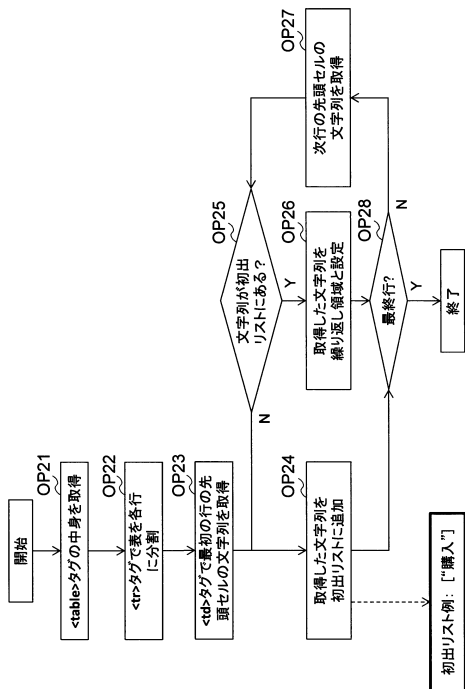 開始
OP21
<table>タグの中身を取得
OP22
<tr>タグで表を各行
に分割
OP23
<td>タグで最初の行の先
頭セルの文字列を取得
OP24
取得した文字列を
初出リストに追加
初出リスト例： [“購入”]
OP25
文字列が初出
リストにある？
N
Y
OP26
取得した文字列を
繰り返し領域と設定
OP27
次行の先頭セルの
文字列を取得
OP28
最終行?
N
Y
終了